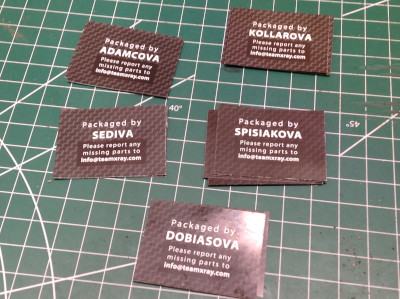 Packaged by
ADAMCOVA
Please report any
missing parts to
info@teamxray.com
Packaged by
KOLLAROVA
Please report any
missing parts to
info@teamxray.com
40°
45°
Packaged by
SEDIVA
Please report any
missing parts to
info@teamxray.com
Packaged by
SPISIAKOVA
Please report any
missing parts to
info@teamxray.com
Packaged by
DOBIASOVA
Please report any
missing parts to
info@teamxray.com